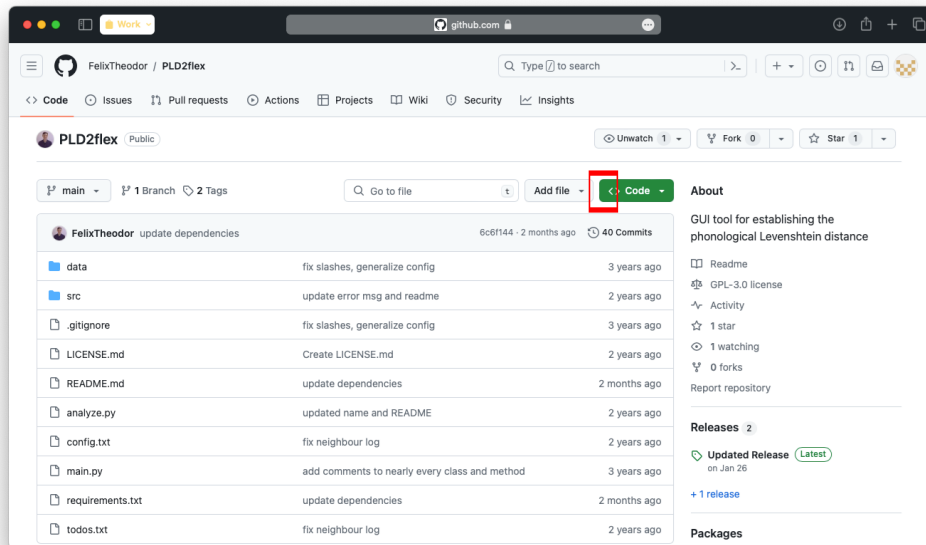 Work
github.com
FelixTheodor / PLD2flex
Type / to search
Code Issues Pull requests Actions Projects Wiki Security Insights
PLD2flex Public
Unwatch 1 Fork 0 Star 1
main 1 Branch 2 Tags Go to file t Add file <> Code
FelixTheodor update dependencies 6c6f144 · 2 months ago 40 Commits
data fix slashes, generalize config 3 years ago
src update error msg and readme 2 years ago
.gitignore fix slashes, generalize config 3 years ago
LICENSE.md Create LICENSE.md 2 years ago
README.md update dependencies 2 months ago
analyze.py updated name and README 2 years ago
config.txt fix neighbour log 2 years ago
main.py add comments to nearly every class and method 3 years ago
requirements.txt update dependencies 2 months ago
todos.txt fix neighbour log 2 years ago
About
GUI tool for establishing the
phonological Levenshtein distance
Readme
GPL-3.0 license
Activity
1 star
1 watching
0 forks
Report repository
Releases 2
Updated Release Latest
on Jan 26
+ 1 release
Packages